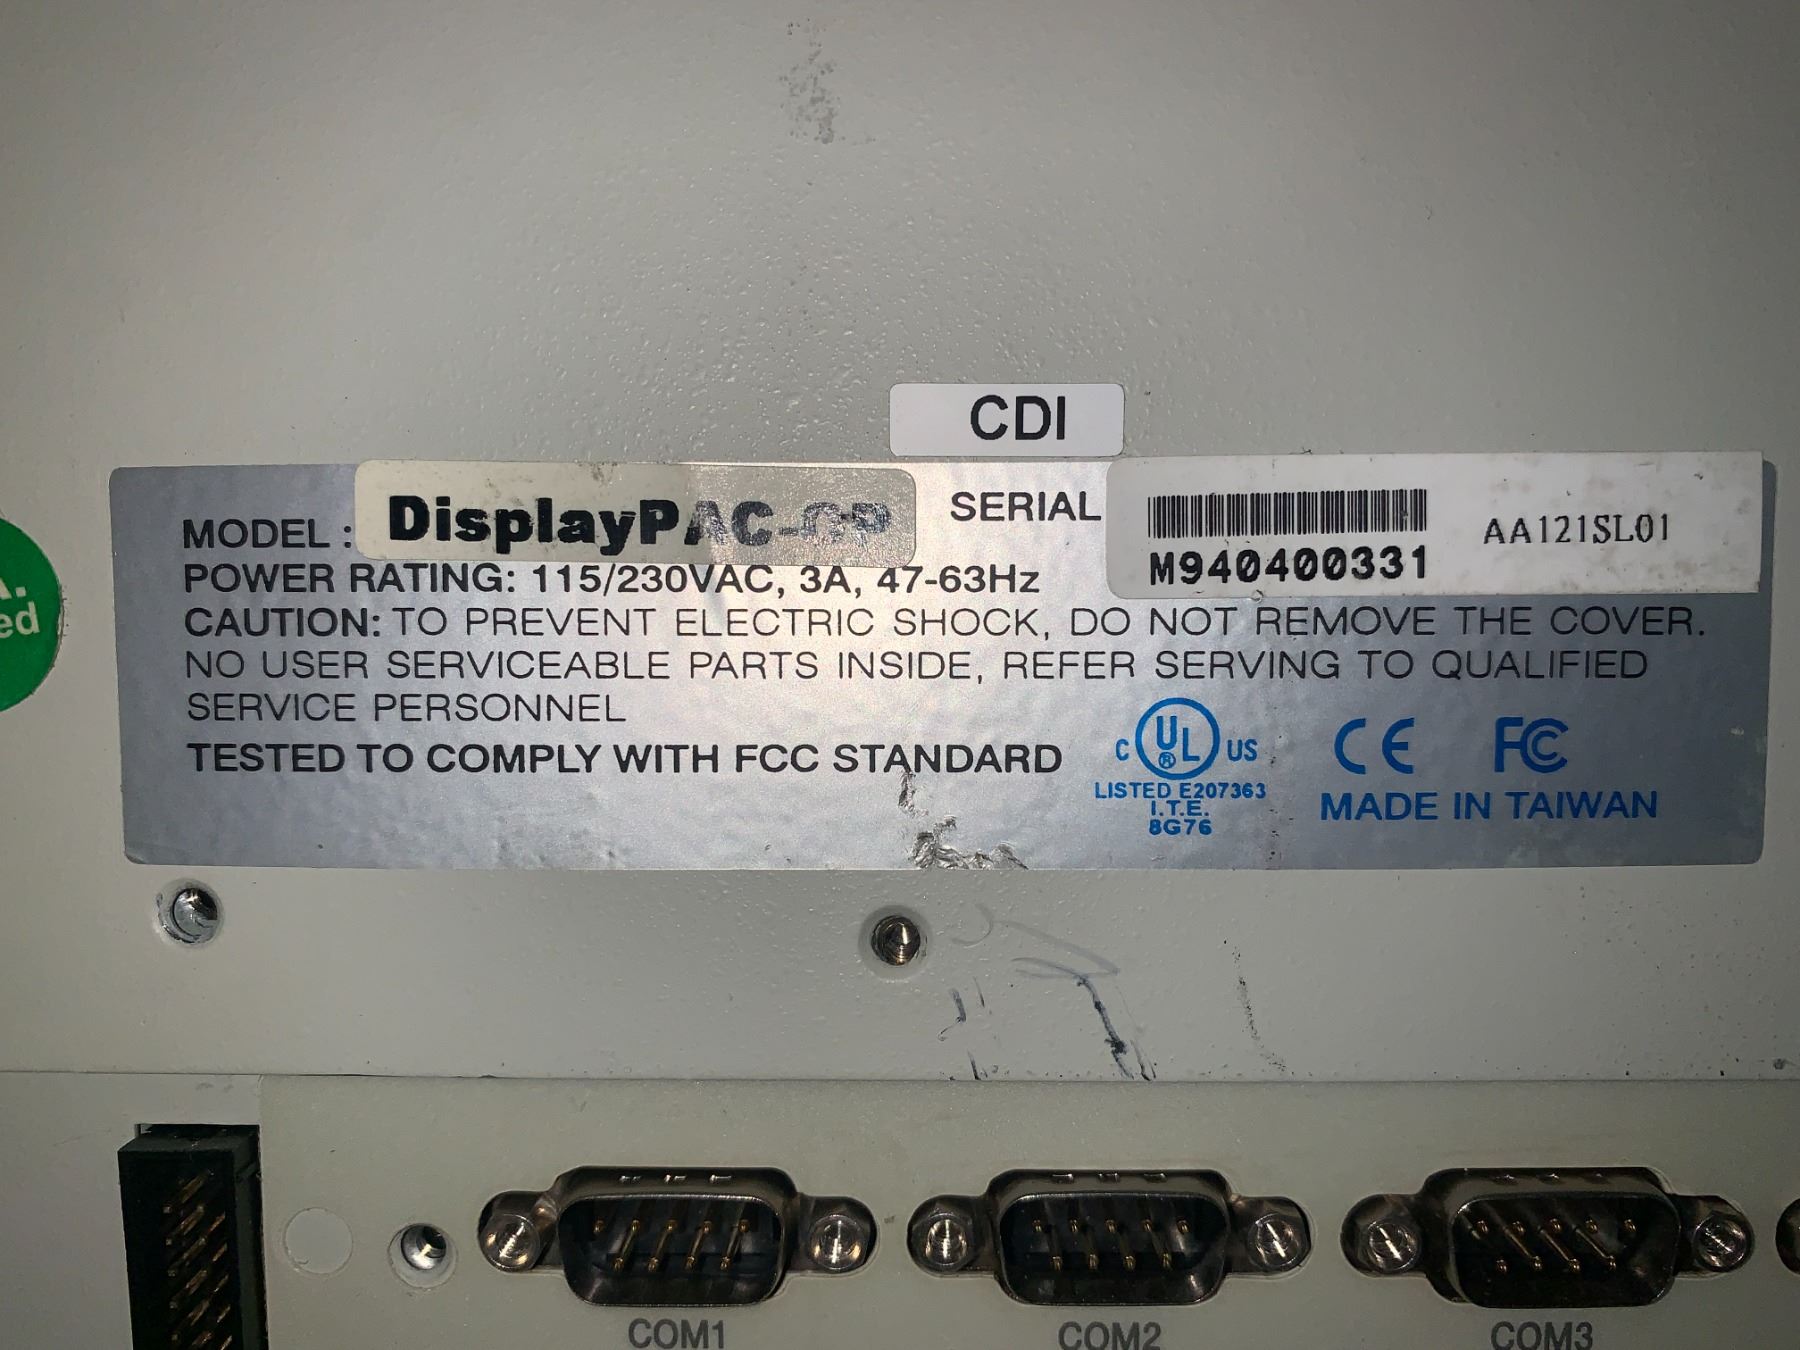 CDI
MODEL : DisplayPAC-
SERIAL
M940400331
AA121SL01
POWER RATING: 115/230VAC, 3A, 47-63Hz
CAUTION: TO PREVENT ELECTRIC SHOCK, DO NOT REMOVE THE COVER.
NO USER SERVICEABLE PARTS INSIDE, REFER SERVING TO QUALIFIED
SERVICE PERSONNEL
TESTED TO COMPLY WITH FCC STANDARD
C UL ® US
LISTED E207363
I.T.E.
8G76
CE FC
MADE IN TAIWAN
COM1
COM2
COM3